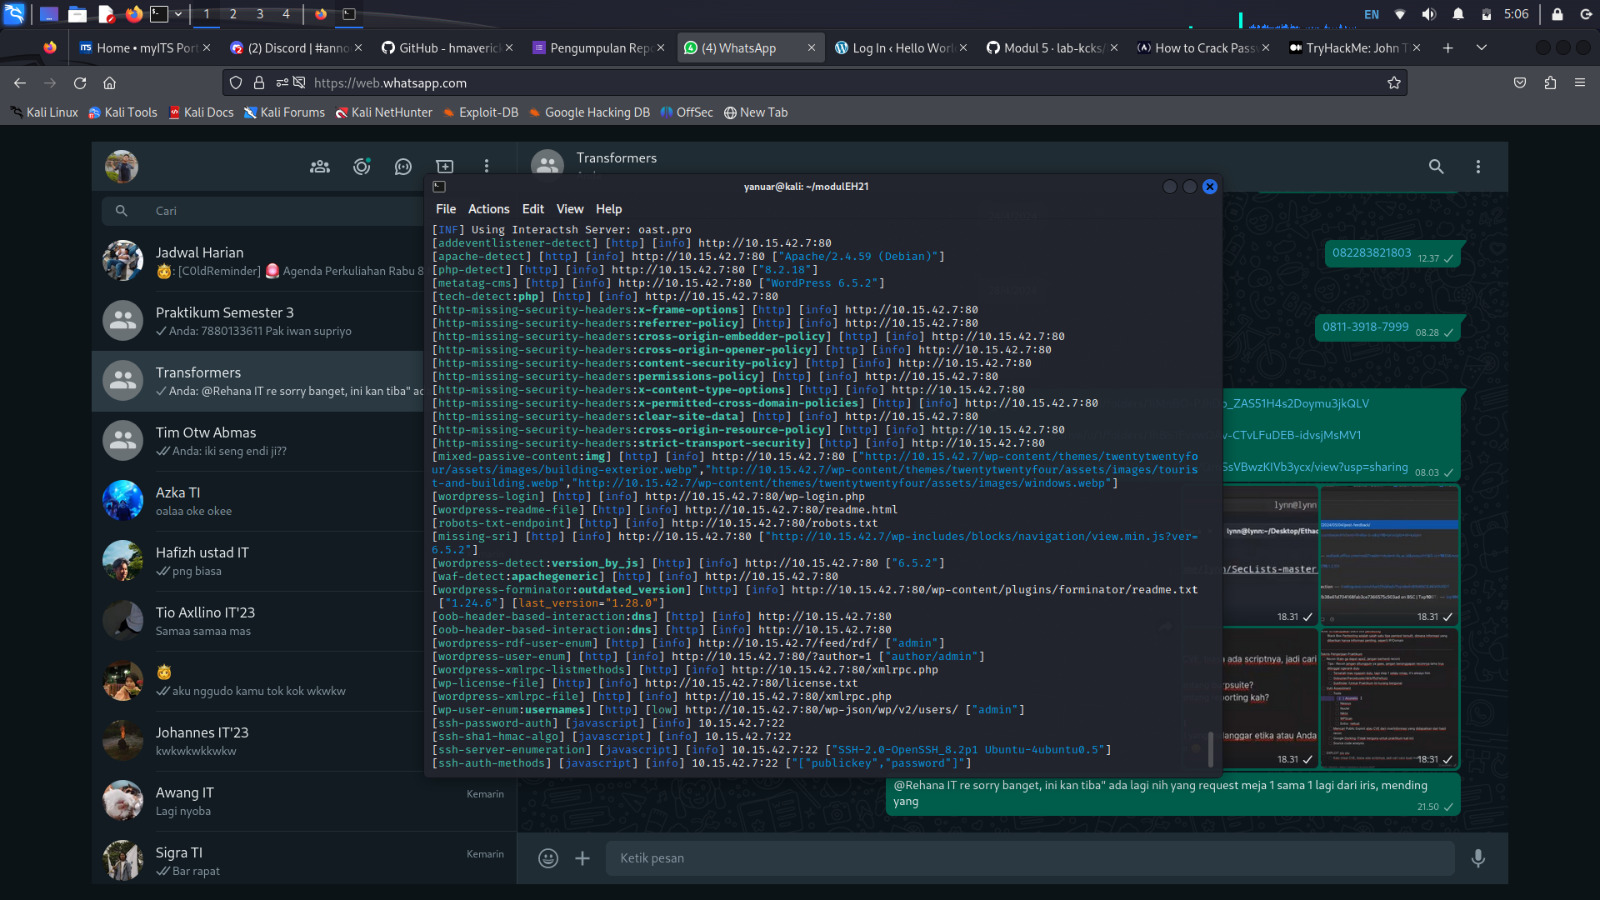 1 2 3 4
EN 5:06
Home • myITS Port
(2) Discord | #anno
GitHub - hmaverick
Pengumpulan Rep
(4) WhatsApp
Log In ‹ Hello Worl
Modul 5 · lab-kcks/
How to Crack Pass
TryHackMe: John T
https://web.whatsapp.com
Kali Linux Kali Tools Kali Docs Kali Forums Kali NetHunter Exploit-DB Google Hacking DB OffSec New Tab
Cari
Jadwal Harian
: [C0ldReminder] Agenda Perkuliahan Rabu 8
Praktikum Semester 3
Anda: 7880133611 Pak iwan supriyo
Transformers
Anda: @Rehana IT re sorry banget, ini kan tiba" ad
Tim Otw Abmas
Anda: iki seng endi ji??
Azka TI
oalaa oke okee
Hafizh ustad IT
png biasa
Tio Axllino IT'23
Samaa samaa mas
aku nggudo kamu tok kok wkwkw
Johannes IT'23
kwkwkwkkwkw
Awang IT
Kemarin
Lagi nyoba
Sigra TI
Kemarin
Bar rapat
Transformers
yanuar@kali: ~/modulEH21
File Actions Edit View Help
[INF] Using Interactsh Server: oast.pro
[addeventlistener-detect] [http] [info] http://10.15.42.7:80
[apache-detect] [http] [info] http://10.15.42.7:80 ["Apache/2.4.59 (Debian)"]
[php-detect] [http] [info] http://10.15.42.7:80 ["8.2.18"]
[metatag-cms] [http] [info] http://10.15.42.7:80 ["WordPress 6.5.2"]
[tech-detect:php] [http] [info] http://10.15.42.7:80
[http-missing-security-headers:x-frame-options] [http] [info] http://10.15.42.7:80
[http-missing-security-headers:referrer-policy] [http] [info] http://10.15.42.7:80
[http-missing-security-headers:cross-origin-embedder-policy] [http] [info] http://10.15.42.7:80
[http-missing-security-headers:cross-origin-opener-policy] [http] [info] http://10.15.42.7:80
[http-missing-security-headers:content-security-policy] [http] [info] http://10.15.42.7:80
[http-missing-security-headers:permissions-policy] [http] [info] http://10.15.42.7:80
[http-missing-security-headers:x-content-type-options] [http] [info] http://10.15.42.7:80
[http-missing-security-headers:x-permitted-cross-domain-policies] [http] [info] http://10.15.42.7:80
[http-missing-security-headers:clear-site-data] [http] [info] http://10.15.42.7:80
[http-missing-security-headers:cross-origin-resource-policy] [http] [info] http://10.15.42.7:80
[http-missing-security-headers:strict-transport-security] [http] [info] http://10.15.42.7:80
[mixed-passive-content:img] [http] [info] http://10.15.42.7:80 ["http://10.15.42.7/wp-content/themes/twentytwentyfo
ur/assets/images/building-exterior.webp","http://10.15.42.7/wp-content/themes/twentytwentyfour/assets/images/touris
t-and-building.webp","http://10.15.42.7/wp-content/themes/twentytwentyfour/assets/images/windows.webp"]
[wordpress-login] [http] [info] http://10.15.42.7:80/wp-login.php
[wordpress-readme-file] [http] [info] http://10.15.42.7:80/readme.html
[robots-txt-endpoint] [http] [info] http://10.15.42.7:80/robots.txt
[missing-sri] [http] [info] http://10.15.42.7:80 ["http://10.15.42.7/wp-includes/blocks/navigation/view.min.js?ver=
6.5.2"]
[wordpress-detect:version_by_js] [http] [info] http://10.15.42.7:80 ["6.5.2"]
[waf-detect:apachegeneric] [http] [info] http://10.15.42.7:80
[wordpress-forminator:outdated_version] [http] [info] http://10.15.42.7:80/wp-content/plugins/forminator/readme.txt
["1.24.6"] [last_version="1.28.0"]
[oob-header-based-interaction:dns] [http] [info] http://10.15.42.7:80
[oob-header-based-interaction:dns] [http] [info] http://10.15.42.7:80
[wordpress-rdf-user-enum] [http] [info] http://10.15.42.7/feed/rdf/ ["admin"]
[wordpress-user-enum] [http] [info] http://10.15.42.7:80/?author=1 ["author/admin"]
[wordpress-xmlrpc-listmethods] [http] [info] http://10.15.42.7:80/xmlrpc.php
[wp-license-file] [http] [info] http://10.15.42.7:80/license.txt
[wordpress-xmlrpc-file] [http] [info] http://10.15.42.7:80/xmlrpc.php
[wp-user-enum:usernames] [http] [low] http://10.15.42.7:80/wp-json/wp/v2/users/ ["admin"]
[ssh-password-auth] [javascript] [info] 10.15.42.7:22
[ssh-sha1-hmac-algo] [javascript] [info] 10.15.42.7:22
[ssh-server-enumeration] [javascript] [info] 10.15.42.7:22 ["SSH-2.0-OpenSSH_8.2p1 Ubuntu-4ubuntu0.5"]
[ssh-auth-methods] [javascript] [info] 10.15.42.7:22 ["["publickey","password"]"]
082283821803 12.37
0811-3918-7999 08.28
_ZAS51H4s2Doymu3jkQLV
v-CTvLFuDEB-idvsjMsMV1
SsVBwzKIVb3ycx/view?usp=sharing 08.03
lynn@lynn
lynn@lynn:~/Desktop/Etha
/SecLists-master
18.31
18.31
ada scriptnya, jadi cari
burpsuite?
porting kah?
langgar etika atau Anda
18.31
18.31
@Rehana IT re sorry banget, ini kan tiba" ada lagi nih yang request meja 1 sama 1 lagi dari iris, mending
yang 21.50
Ketik pesan